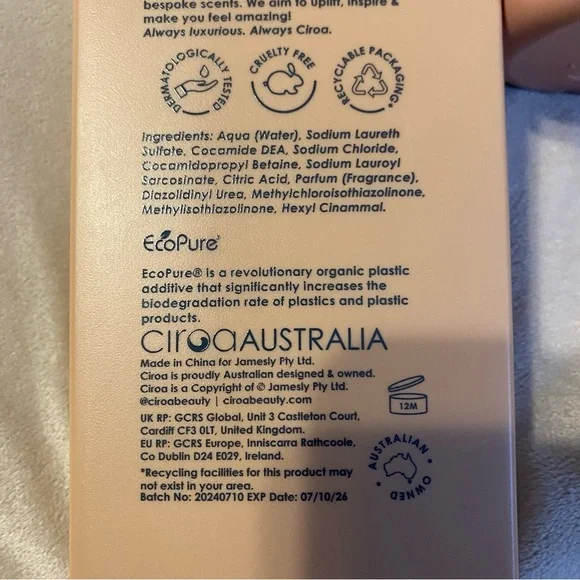 bespoke scents. We aim to uplift, inspire &
make you feel amazing!
Always luxurious. Always Ciroa.
DERMATOLOGICALLY TESTED
CRUELTY FREE
RECYCLABLE PACKAGING*
Ingredients: Aqua (Water), Sodium Laureth
Sulfate, Cocamide DEA, Sodium Chloride,
Cocamidopropyl Betaine, Sodium Lauroyl
Sarcosinate, Citric Acid, Parfum (Fragrance),
Diazolidinyl Urea, Methylchloroisothiazolinone,
Methylisothiazolinone, Hexyl Cinnamal.
EcoPure®
EcoPure® is a revolutionary organic plastic
additive that significantly increases the
biodegradation rate of plastics and plastic
products.
ciroa AUSTRALIA
Made in China for Jamesly Pty Ltd.
Ciroa is proudly Australian designed & owned.
Ciroa is a Copyright of © Jamesly Pty Ltd.
@ciroabeauty | ciroabeauty.com
12M
UK RP: GCRS Global, Unit 3 Castleton Court,
Cardiff CF3 0LT, United Kingdom.
EU RP: GCRS Europe, Inniscarra Rathcoole,
Co Dublin D24 E029, Ireland.
AUSTRALIAN OWNED
*Recycling facilities for this product may
not exist in your area.
Batch No: 20240710 EXP Date: 07/10/26